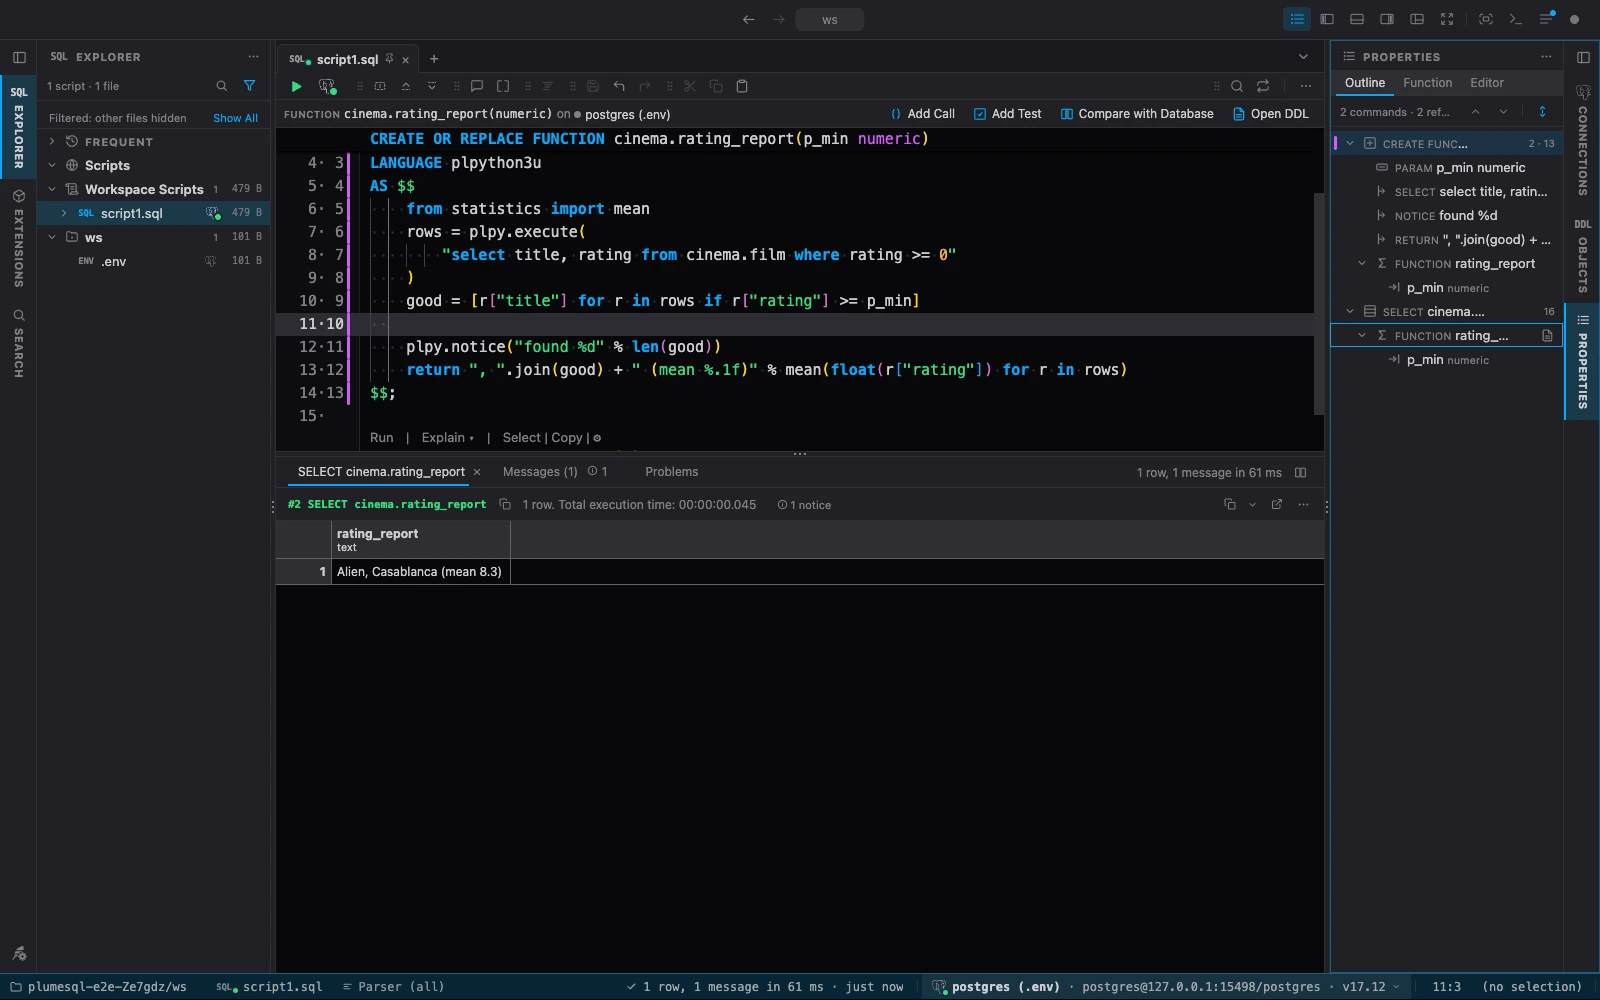 ws
SQL EXPLORER
1 script · 1 file
Filtered: other files hidden Show All
FREQUENT
Scripts
Workspace Scripts 1 479 B
SQL script1.sql 479 B
ws 1 101 B
ENV .env 101 B
SQL EXPLORER
EXTENSIONS
SEARCH
SQL script1.sql
FUNCTION cinema.rating_report(numeric) on postgres (.env)
Add Call
Add Test
Compare with Database
Open DDL
CREATE OR REPLACE FUNCTION cinema.rating_report(p_min numeric)
4· 3 LANGUAGE plpython3u
5· 4 AS $$
6· 5 from statistics import mean
7· 6 rows = plpy.execute(
8· 7 "select title, rating from cinema.film where rating >= 0"
9· 8 )
10· 9 good = [r["title"] for r in rows if r["rating"] >= p_min]
11·10
12·11 plpy.notice("found %d" % len(good))
13·12 return ", ".join(good) + " (mean %.1f)" % mean(float(r["rating"]) for r in rows)
14·13 $$;
15·
Run | Explain | Select | Copy |
SELECT cinema.rating_report
Messages (1) 1
Problems
1 row, 1 message in 61 ms
#2 SELECT cinema.rating_report 1 row. Total execution time: 00:00:00.045 1 notice
rating_report
text
1 Alien, Casablanca (mean 8.3)
PROPERTIES
Outline Function Editor
2 commands · 2 ref...
CREATE FUNC... 2 - 13
PARAM p_min numeric
SELECT select title, ratin...
NOTICE found %d
RETURN ", ".join(good) + ...
FUNCTION rating_report
p_min numeric
SELECT cinema.... 16
FUNCTION rating_...
p_min numeric
CONNECTIONS
DDL OBJECTS
PROPERTIES
plumesql-e2e-Ze7gdz/ws
SQL script1.sql
Parser (all)
1 row, 1 message in 61 ms · just now
postgres (.env) · postgres@127.0.0.1:15498/postgres · v17.12
11:3 (no selection)